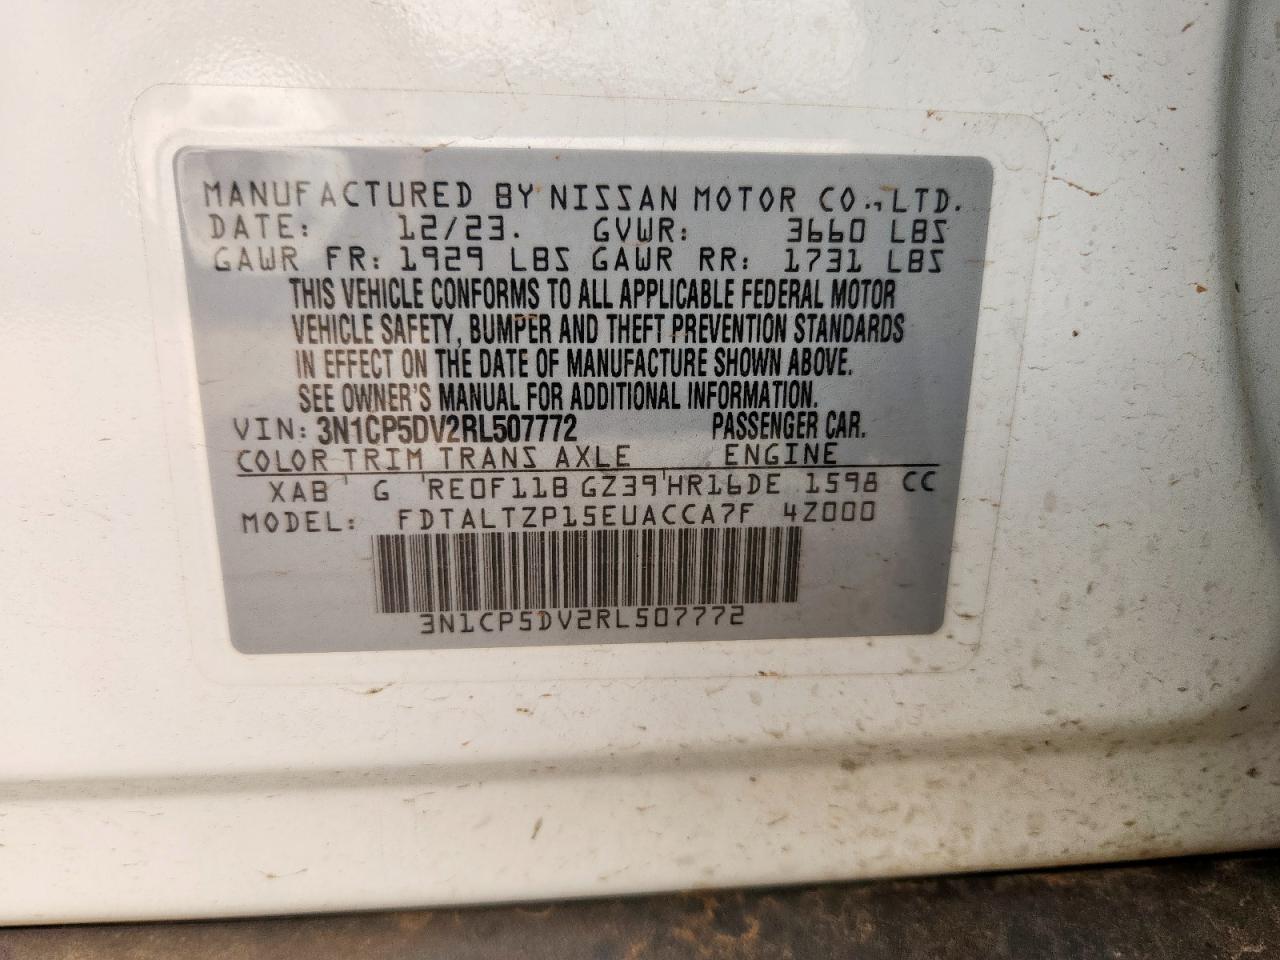 MANUFACTURED BY NISSAN MOTOR CO.,LTD.
DATE: 12/23. GVWR: 3660 LBS
GAWR FR: 1929 LBS GAWR RR: 1731 LBS
THIS VEHICLE CONFORMS TO ALL APPLICABLE FEDERAL MOTOR
VEHICLE SAFETY, BUMPER AND THEFT PREVENTION STANDARDS
IN EFFECT ON THE DATE OF MANUFACTURE SHOWN ABOVE.
SEE OWNER'S MANUAL FOR ADDITIONAL INFORMATION.
VIN: 3N1CP5DV2RL507772 PASSENGER CAR.
COLOR TRIM TRANS AXLE ENGINE
XAB ' G 'RE0F11B GZ39'HR16DE 1598 CC
MODEL: FDTALTZP15EUACCA7F 4Z000
3N1CP5DV2RL507772